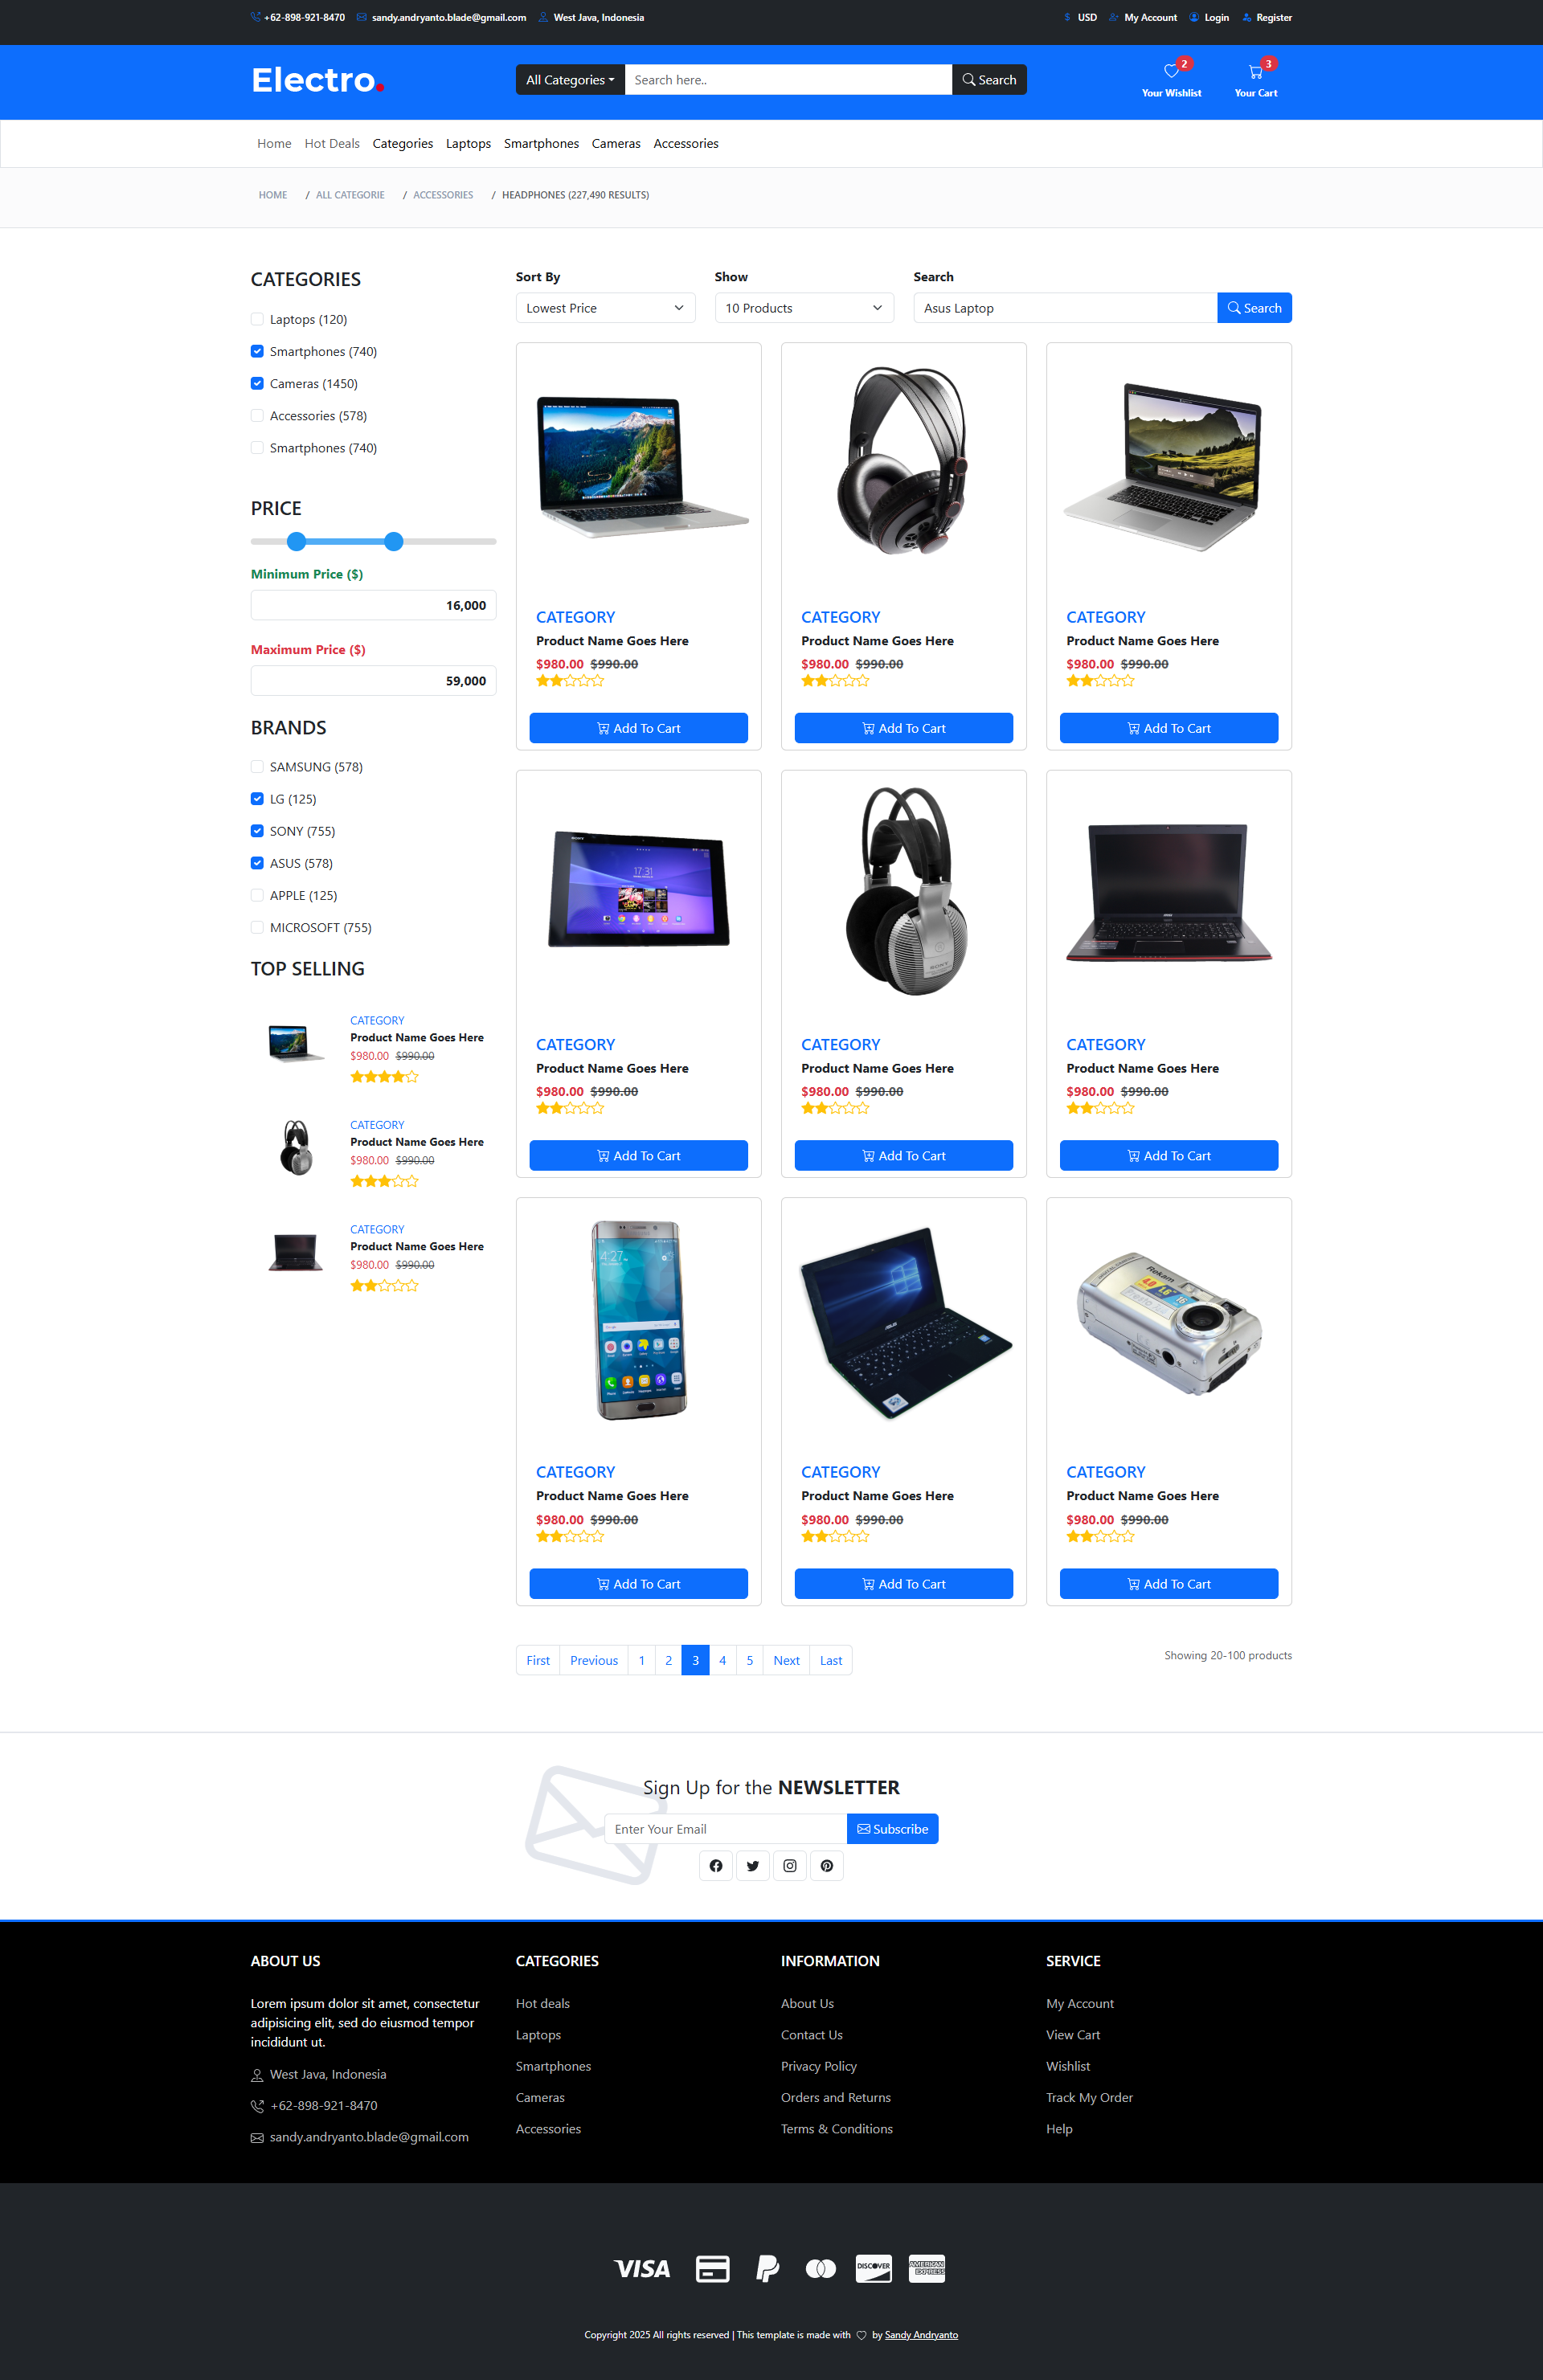 +62-898-921-8470 sandy.andryanto.blade@gmail.com West Java, Indonesia
$ USD My Account Login Register
Electro.
All Categories Search here.. Search
2 Your Wishlist
3 Your Cart
Home Hot Deals Categories Laptops Smartphones Cameras Accessories
HOME / ALL CATEGORIE / ACCESSORIES / HEADPHONES (227,490 RESULTS)
CATEGORIES
Laptops (120)
Smartphones (740)
Cameras (1450)
Accessories (578)
Smartphones (740)
PRICE
Minimum Price ($)
16,000
Maximum Price ($)
59,000
BRANDS
SAMSUNG (578)
LG (125)
SONY (755)
ASUS (578)
APPLE (125)
MICROSOFT (755)
TOP SELLING
CATEGORY
Product Name Goes Here
$980.00 $990.00
CATEGORY
Product Name Goes Here
$980.00 $990.00
CATEGORY
Product Name Goes Here
$980.00 $990.00
Sort By
Lowest Price
Show
10 Products
Search
Asus Laptop Search
CATEGORY
Product Name Goes Here
$980.00 $990.00
Add To Cart
CATEGORY
Product Name Goes Here
$980.00 $990.00
Add To Cart
CATEGORY
Product Name Goes Here
$980.00 $990.00
Add To Cart
SONY
17:31
CATEGORY
Product Name Goes Here
$980.00 $990.00
Add To Cart
SONY
CATEGORY
Product Name Goes Here
$980.00 $990.00
Add To Cart
CATEGORY
Product Name Goes Here
$980.00 $990.00
Add To Cart
4:27
CATEGORY
Product Name Goes Here
$980.00 $990.00
Add To Cart
ASUS
CATEGORY
Product Name Goes Here
$980.00 $990.00
Add To Cart
Rekam
4.0 1.6 16
CATEGORY
Product Name Goes Here
$980.00 $990.00
Add To Cart
First Previous 1 2 3 4 5 Next Last
Showing 20-100 products
Sign Up for the NEWSLETTER
Enter Your Email Subscribe
ABOUT US
Lorem ipsum dolor sit amet, consectetur
adipisicing elit, sed do eiusmod tempor
incididunt ut.
West Java, Indonesia
+62-898-921-8470
sandy.andryanto.blade@gmail.com
CATEGORIES
Hot deals
Laptops
Smartphones
Cameras
Accessories
INFORMATION
About Us
Contact Us
Privacy Policy
Orders and Returns
Terms & Conditions
SERVICE
My Account
View Cart
Wishlist
Track My Order
Help
VISA DISCOVER AMERICAN EXPRESS
Copyright 2025 All rights reserved | This template is made with by Sandy Andryanto